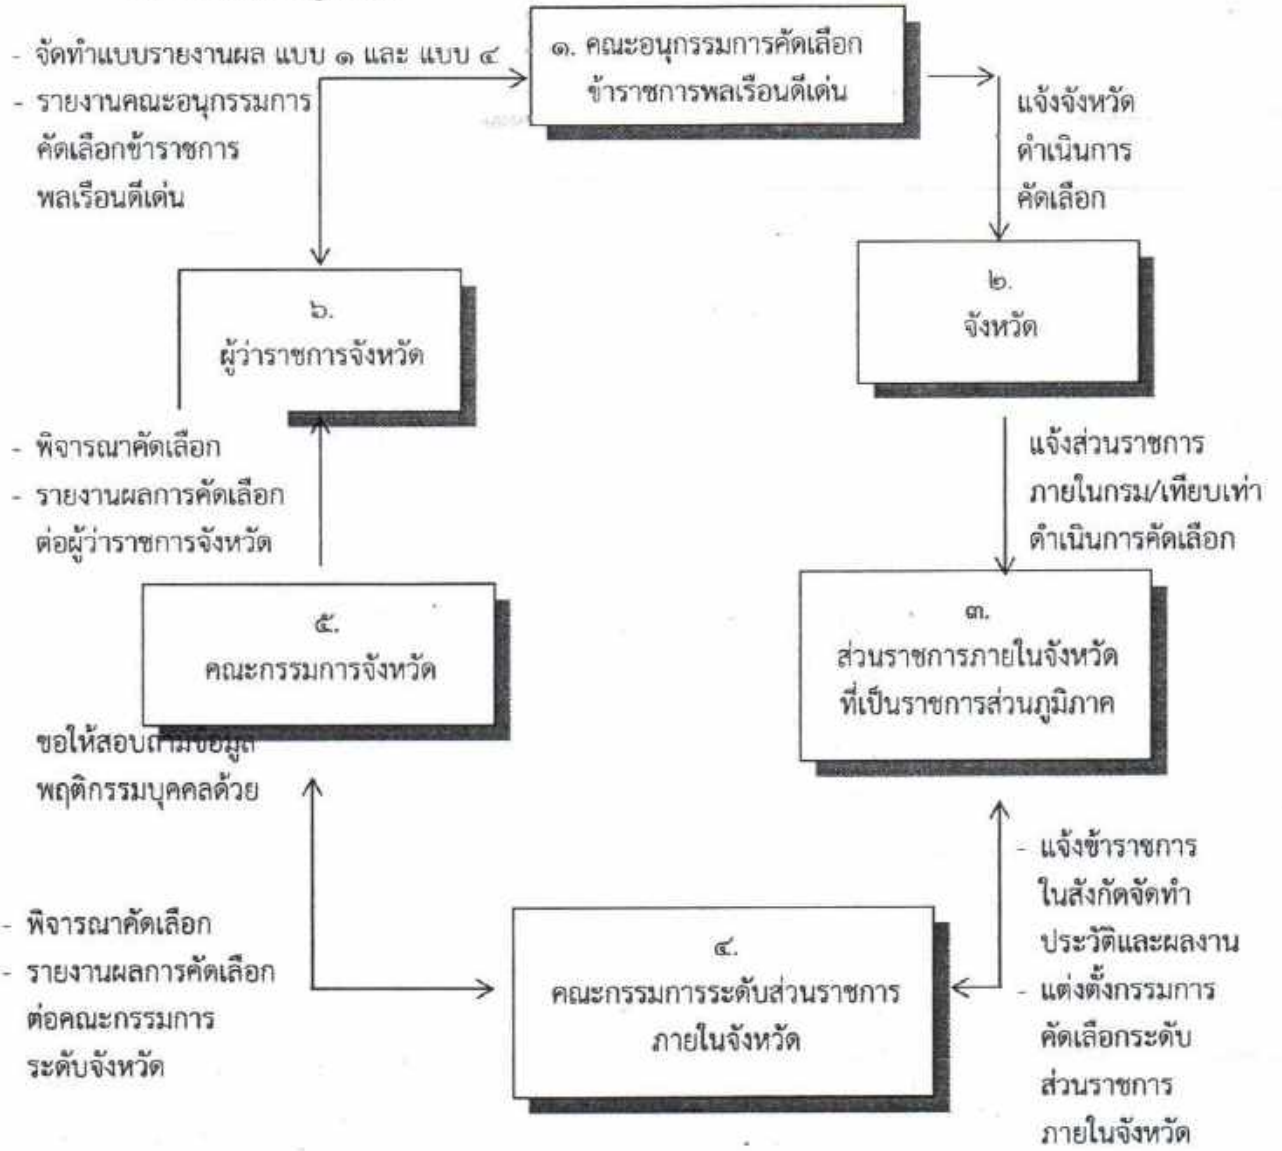 - จัดทำแบบรายงานผล แบบ ๑ และ แบบ ๔
- รายงานคณะอนุกรรมการ
คัดเลือกข้าราชการ
พลเรือนดีเด่น
๑. คณะอนุกรรมการคัดเลือก
ข้าราชการพลเรือนดีเด่น
แจ้งจังหวัด
ดำเนินการ
คัดเลือก
๒.
จังหวัด
แจ้งส่วนราชการ
ภายในกรม/เทียบเท่า
ดำเนินการคัดเลือก
๓.
ส่วนราชการภายในจังหวัด
ที่เป็นราชการส่วนภูมิภาค
- แจ้งข้าราชการ
ในสังกัดจัดทำ
ประวัติและผลงาน
- แต่งตั้งกรรมการ
คัดเลือกระดับ
ส่วนราชการ
ภายในจังหวัด
๔.
คณะกรรมการระดับส่วนราชการ
ภายในจังหวัด
- พิจารณาคัดเลือก
- รายงานผลการคัดเลือก
ต่อคณะกรรมการ
ระดับจังหวัด
๕.
คณะกรรมการจังหวัด
ขอให้สอบถามข้อมูล
พฤติกรรมบุคคลด้วย
- พิจารณาคัดเลือก
- รายงานผลการคัดเลือก
ต่อผู้ว่าราชการจังหวัด
๖.
ผู้ว่าราชการจังหวัด